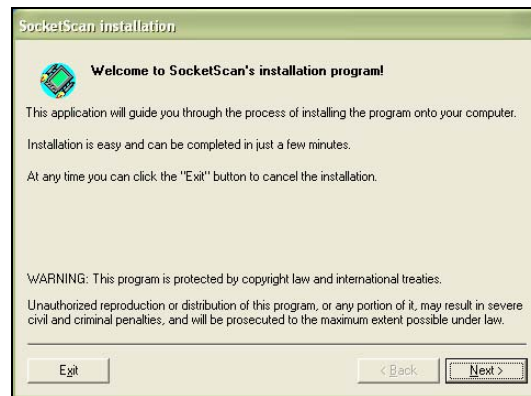 SocketScan installation
Welcome to SocketScan's installation program!
This application will guide you through the process of installing the program onto your computer.
Installation is easy and can be completed in just a few minutes.
At any time you can click the "Exit" button to cancel the installation.
WARNING: This program is protected by copyright law and international treaties.
Unauthorized reproduction or distribution of this program, or any portion of it, may result in severe
civil and criminal penalties, and will be prosecuted to the maximum extent possible under law.
Exit
< Back
Next >